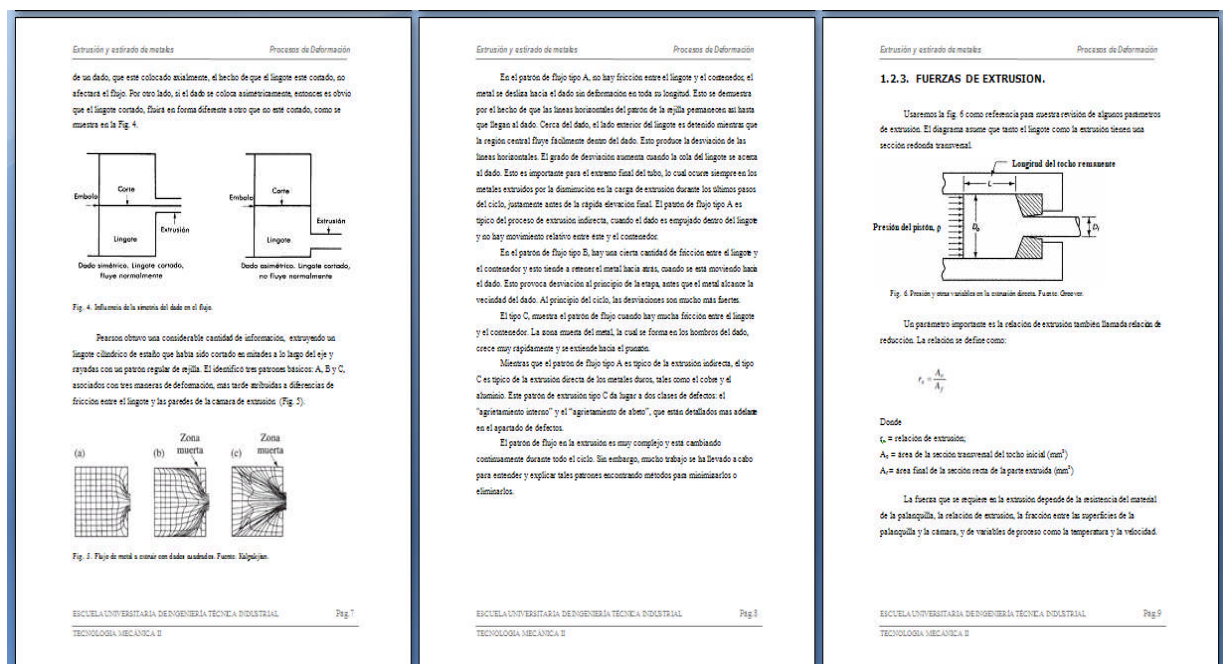 Extrusión y estirado de metales Procesos de Deformación
de un dado, que esté colocado axialmente, el hecho de que el lingote esté cortado, no
afectará el flujo. Por otro lado, si el dado se coloca asimétricamente, entonces es obvio
que el lingote cortado, fluirá en forma diferente a otro que no esté cortado, como se
muestra en la Fig. 4.
Embolo
Corte
Lingote
Extrusión
Dado simétrico. Lingote cortado,
fluye normalmente
Embolo
Corte
Extrusión
Lingote
Dado asimétrico. Lingote cortado,
no fluye normalmente
Fig. 4. Influencia de la simetría del dado en el flujo.
Pearson obtuvo una considerable cantidad de información, extruyendo un
lingote cilíndrico de estaño que había sido cortado en mitades a lo largo del eje y
rayadas con un patrón regular de rejilla. El identificó tres patrones básicos: A, B y C,
asociados con tres maneras de deformación, más tarde atribuidas a diferencias de
fricción entre el lingote y las paredes de la cámara de extrusión. (Fig. 5).
(a)
(b)
Zona
muerta
(c)
Zona
muerta
Fig. 5. Flujo de metal a extruir con dados cuadrados. Fuente: Kalpakjian.
ESCUELA UNIVERSITARIA DE INGENIERÍA TÉCNICA INDUSTRIAL Pág.7
TECNOLOGIA MECÁNICA II
Extrusión y estirado de metales Procesos de Deformación
En el patrón de flujo tipo A, no hay fricción entre el lingote y el contenedor, el
metal se desliza hacia el dado sin deformación en toda su longitud. Esto se demuestra
por el hecho de que las líneas horizontales del patrón de la rejilla permanecen así hasta
que llegan al dado. Cerca del dado, el lado exterior del lingote es detenido mientras que
la región central fluye fácilmente dentro del dado. Esto produce la desviación de las
líneas horizontales. El grado de desviación aumenta cuando la cola del lingote se acerca
al dado. Esto es importante para el extremo final del tubo, lo cual ocurre siempre en los
metales extruidos por la disminución en la carga de extrusión durante los últimos pasos
del ciclo, justamente antes de la rápida elevación final. El patrón de flujo tipo A es
típico del proceso de extrusión indirecta, cuando el dado es empujado dentro del lingote
y no hay movimiento relativo entre éste y el contenedor.
En el patrón de flujo tipo B, hay una cierta cantidad de fricción entre el lingote y
el contenedor y esto tiende a retener el metal hacia atrás, cuando se está moviendo hacia
el dado. Esto provoca desviación al principio de la etapa, antes que el metal alcance la
vecindad del dado. Al principio del ciclo, las desviaciones son mucho más fuertes.
El tipo C, muestra el patrón de flujo cuando hay mucha fricción entre el lingote
y el contenedor. La zona muerta del metal, la cual se forma en los hombros del dado,
crece muy rápidamente y se extiende hacia el punzón.
Mientras que el patrón de flujo tipo A es típico de la extrusión indirecta, el tipo
C es típico de la extrusión directa de los metales duros, tales como el cobre y el
aluminio. Este patrón de extrusión tipo C da lugar a dos clases de defectos: el
"agrietamiento interno" y el "agrietamiento de abeto", que están detallados mas adelante
en el apartado de defectos.
El patrón de flujo en la extrusión es muy complejo y está cambiando
continuamente durante todo el ciclo. Sin embargo, mucho trabajo se ha llevado a cabo
para entender y explicar tales patrones encontrando métodos para minimizarlos o
eliminarlos.
ESCUELA UNIVERSITARIA DE INGENIERÍA TÉCNICA INDUSTRIAL Pág.8
TECNOLOGIA MECÁNICA II
Extrusión y estirado de metales Procesos de Deformación
1.2.3. FUERZAS DE EXTRUSION.
Usaremos la fig. 6 como referencia para nuestra revisión de algunos parámetros
de extrusión. El diagrama asume que tanto el lingote como la extrusión tienen una
sección redonda transversal.
Longitud del tocho remanente
L
Presión del pistón, p
D₀
D_f
Fig. 6. Presión y otras variables en la extrusión directa. Fuente: Groover.
Un parámetro importante es la relación de extrusión también llamada relación de
reducción. La relación se define como:
rₓ = A₀ / A_f
Donde
rₓ = relación de extrusión;
A₀ = área de la sección transversal del tocho inicial (mm²)
A_f = área final de la sección recta de la parte extruida (mm²)
La fuerza que se requiere en la extrusión depende de la resistencia del material
de la palanquilla, la relación de extrusión, la fracción entre las superficies de la
palanquilla y la cámara, y de variables de proceso como la temperatura y la velocidad.
ESCUELA UNIVERSITARIA DE INGENIERÍA TÉCNICA INDUSTRIAL Pág.9
TECNOLOGIA MECÁNICA II